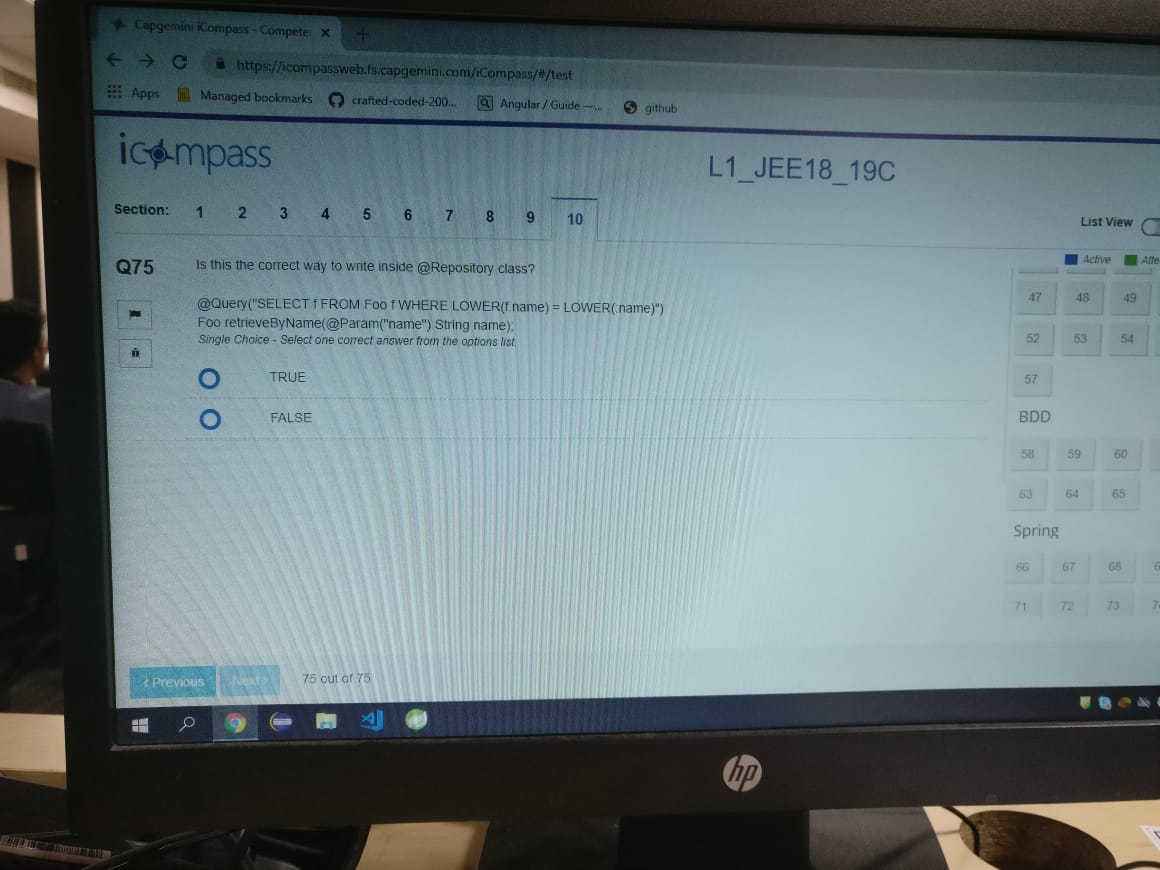 Capgemini iCompass - Compete
https://icompassweb.fs.capgemini.com/iCompass/#/test
Apps Managed bookmarks crafted-coded-200... Angular / Guide —... github
icompass
L1_JEE18_19C
Section: 1 2 3 4 5 6 7 8 9 10
List View
Active Atte
Q75 Is this the correct way to write inside @Repository class?
@Query("SELECT f FROM Foo f WHERE LOWER(f.name) = LOWER(:name)")
Foo retrieveByName(@Param("name") String name);
Single Choice - Select one correct answer from the options list.
TRUE
FALSE
47 48 49
52 53 54
57
BDD
58 59 60
63 64 65
Spring
66 67 68 6
71 72 73 7
< Previous Next > 75 out of 75
hp